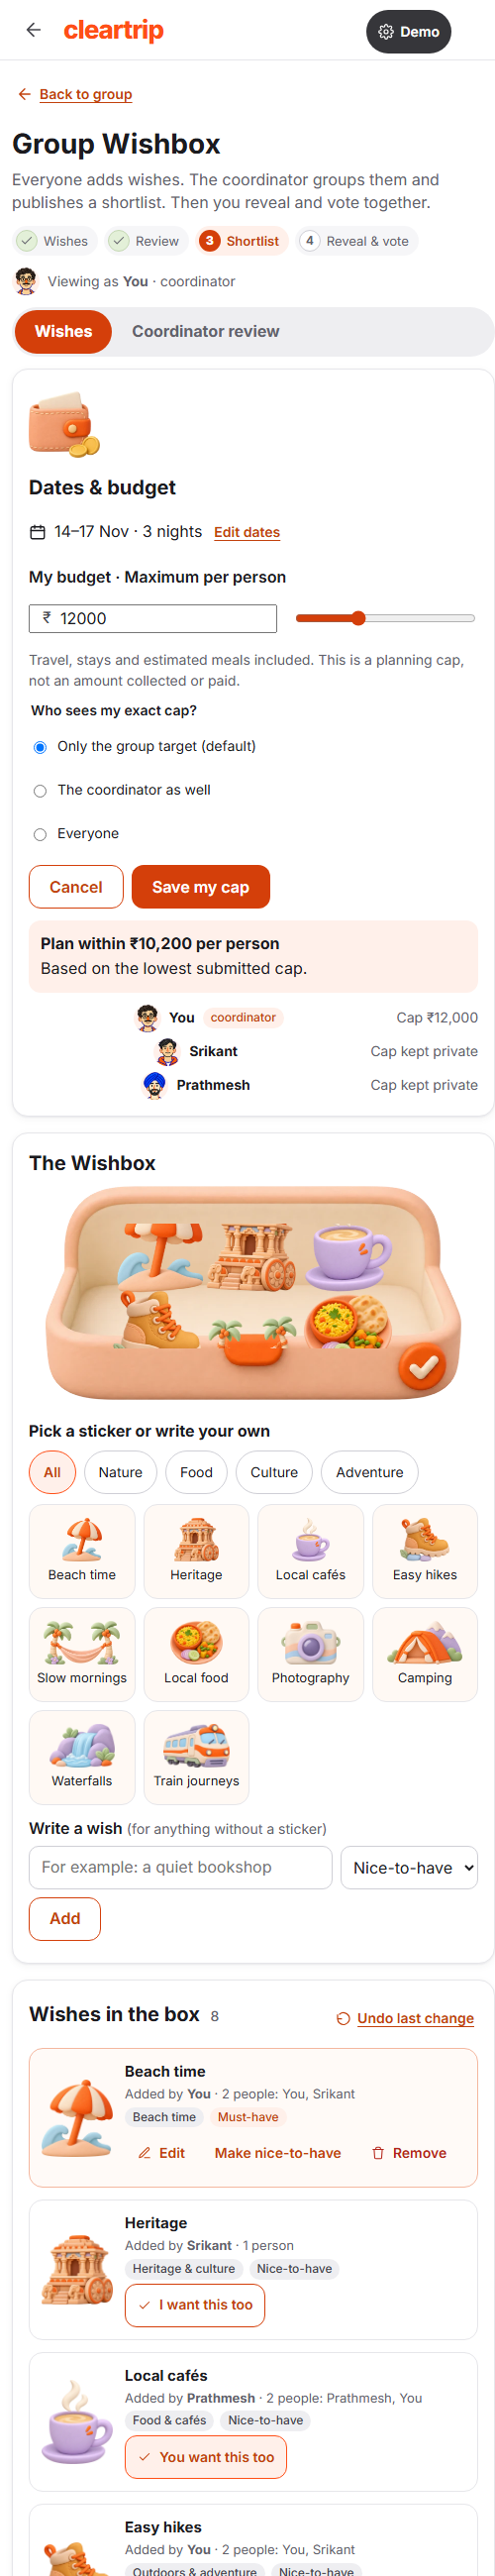 cleartrip
Demo
Back to group
Group Wishbox
Everyone adds wishes. The coordinator groups them and
publishes a shortlist. Then you reveal and vote together.
Wishes
Review
3 Shortlist
4 Reveal & vote
Viewing as You · coordinator
Wishes
Coordinator review
Dates & budget
14–17 Nov · 3 nights Edit dates
My budget · Maximum per person
₹ 12000
Travel, stays and estimated meals included. This is a planning cap,
not an amount collected or paid.
Who sees my exact cap?
Only the group target (default)
The coordinator as well
Everyone
Cancel
Save my cap
Plan within ₹10,200 per person
Based on the lowest submitted cap.
You coordinator Cap ₹12,000
Srikant Cap kept private
Prathmesh Cap kept private
The Wishbox
Pick a sticker or write your own
All
Nature
Food
Culture
Adventure
Beach time
Heritage
Local cafés
Easy hikes
Slow mornings
Local food
Photography
Camping
Waterfalls
Train journeys
Write a wish (for anything without a sticker)
For example: a quiet bookshop
Nice-to-have
Add
Wishes in the box 8
Undo last change
Beach time
Added by You · 2 people: You, Srikant
Beach time Must-have
Edit Make nice-to-have Remove
Heritage
Added by Srikant · 1 person
Heritage & culture Nice-to-have
I want this too
Local cafés
Added by Prathmesh · 2 people: Prathmesh, You
Food & cafés Nice-to-have
You want this too
Easy hikes
Added by You · 2 people: You, Srikant
Outdoors & adventure Nice-to-have